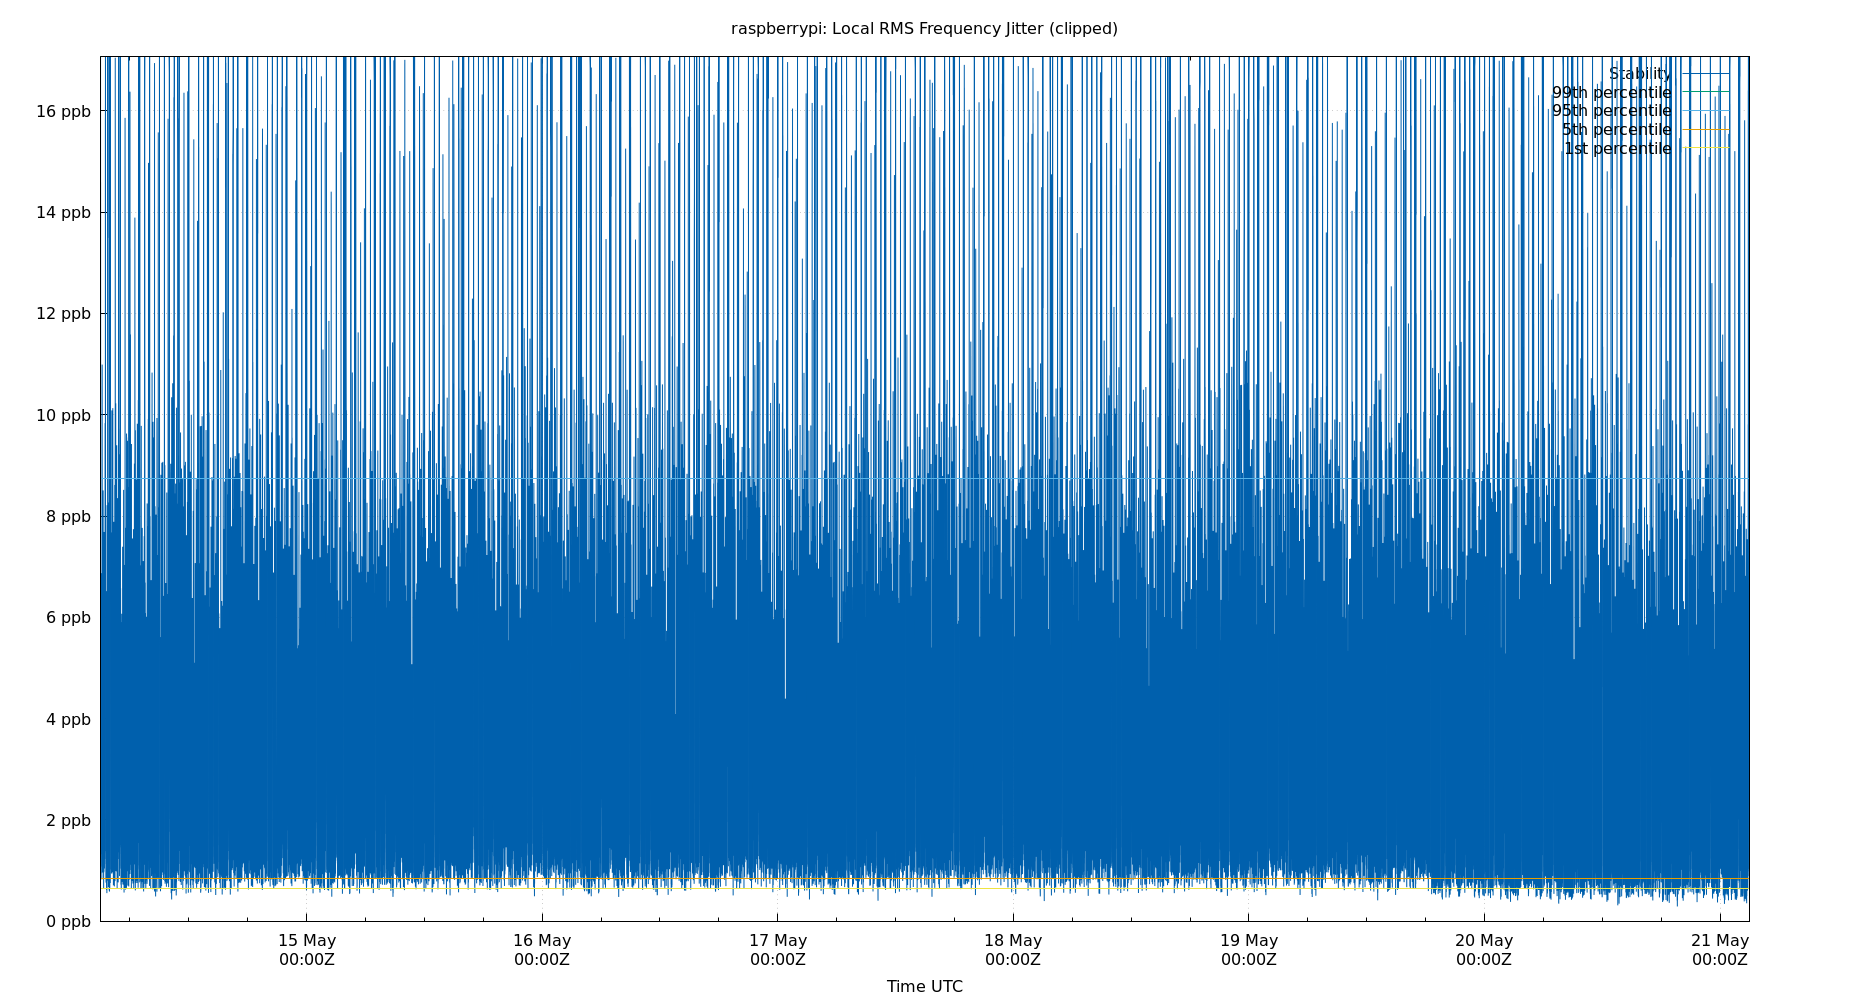 raspberrypi: Local RMS Frequency Jitter (clipped)
Stability
99th percentile
95th percentile
5th percentile
1st percentile
16 ppb
14 ppb
12 ppb
10 ppb
8 ppb
6 ppb
4 ppb
2 ppb
0 ppb
15 May 16 May 17 May 18 May 19 May 20 May 21 May
00:00Z 00:00Z 00:00Z 00:00Z 00:00Z 00:00Z 00:00Z
Time UTC